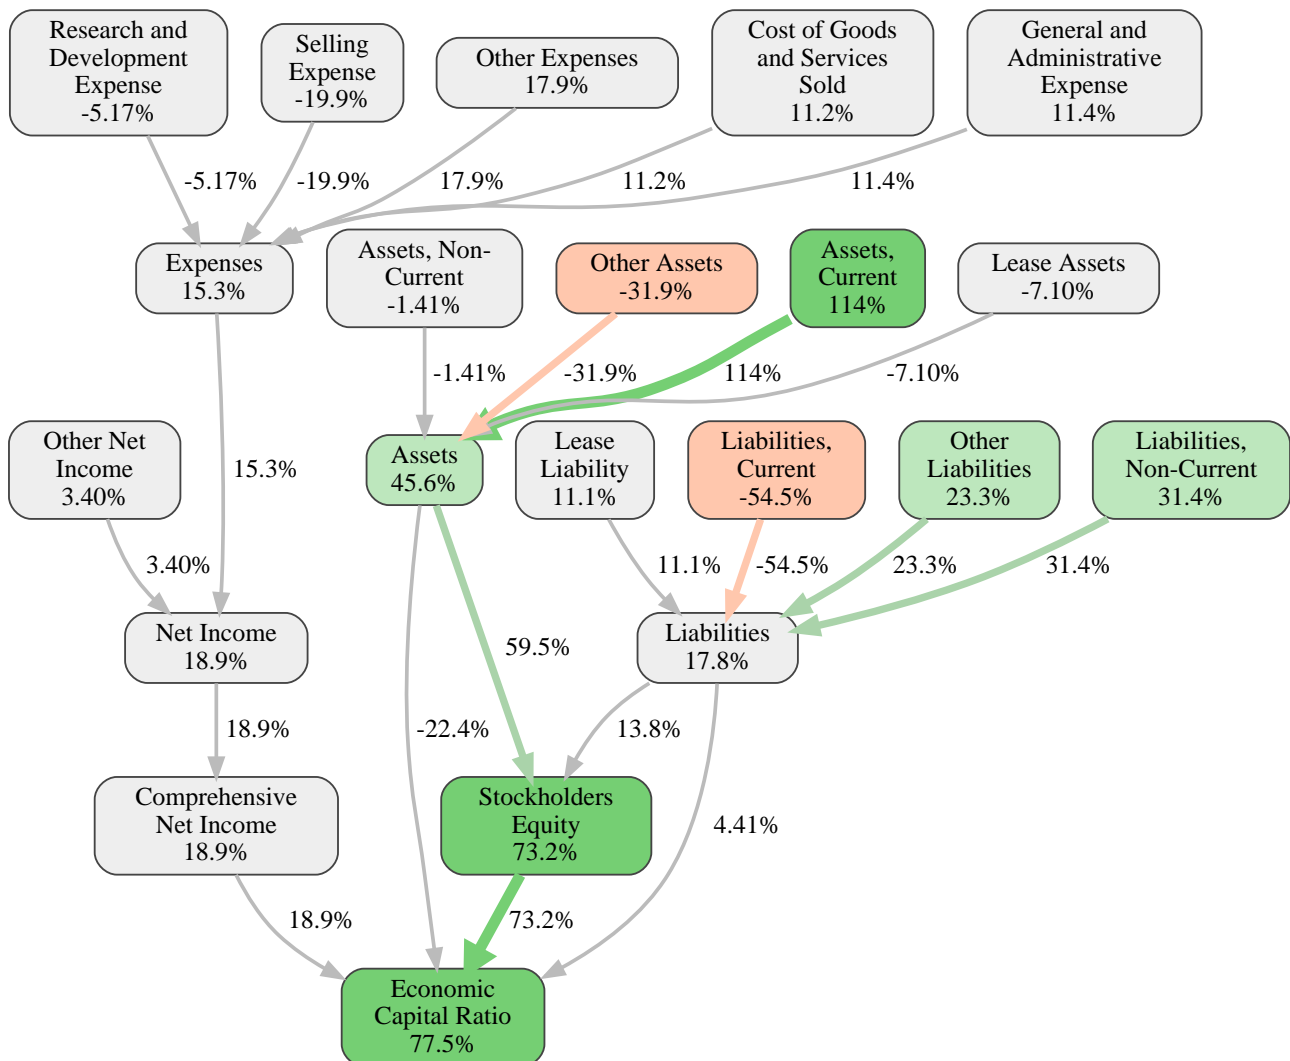 Research and
Development
Expense
-5.17%
Selling
Expense
-19.9%
Other Expenses
17.9%
Cost of Goods
and Services
Sold
11.2%
General and
Administrative
Expense
11.4%
-5.17%
-19.9%
17.9%
11.2%
11.4%
Expenses
15.3%
Assets, Non-
Current
-1.41%
Other Assets
-31.9%
Assets,
Current
114%
Lease Assets
-7.10%
-1.41%
-31.9%
114%
-7.10%
Other Net
Income
3.40%
15.3%
Assets
45.6%
Lease
Liability
11.1%
Liabilities,
Current
-54.5%
Other
Liabilities
23.3%
Liabilities,
Non-Current
31.4%
3.40%
11.1%
-54.5%
23.3%
31.4%
Net Income
18.9%
59.5%
Liabilities
17.8%
18.9%
-22.4%
13.8%
Comprehensive
Net Income
18.9%
Stockholders
Equity
73.2%
4.41%
18.9%
73.2%
Economic
Capital Ratio
77.5%